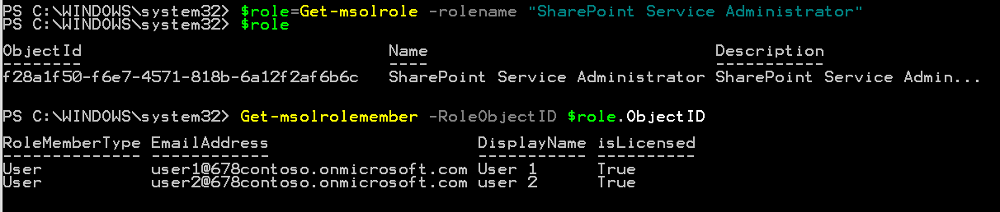 PS C:\WINDOWS\system32> $role=Get-msolrole -rolename "SharePoint Service Administrator"
PS C:\WINDOWS\system32> $role
ObjectId Name Description
-------- ---- -----------
f28a1f50-f6e7-4571-818b-6a12f2af6b6c SharePoint Service Administrator SharePoint Service Admin...
PS C:\WINDOWS\system32> Get-msolrolemember -RoleObjectID $role.ObjectID
RoleMemberType EmailAddress DisplayName isLicensed
-------------- ------------ ----------- ----------
User user1@678contoso.onmicrosoft.com User 1 True
User user2@678contoso.onmicrosoft.com user 2 True